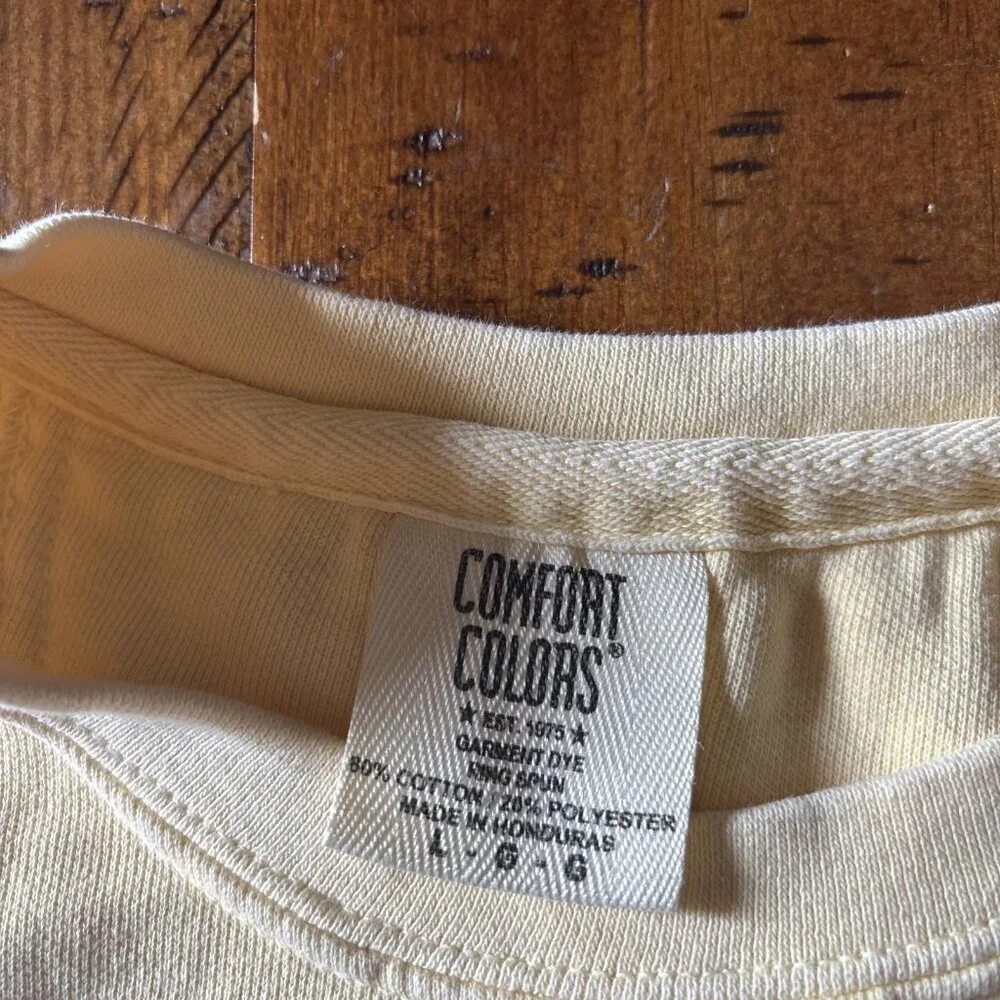 COMFORT
COLORS®
★ EST. 1975 ★
GARMENT DYE
RING SPUN
80% COTTON / 20% POLYESTER
MADE IN HONDURAS
L - G - G